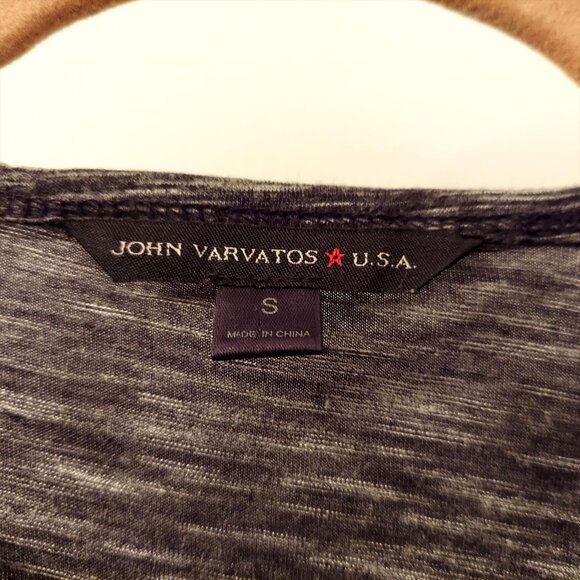 JOHN VARVATOS ☆ U.S.A.
S
MADE IN CHINA